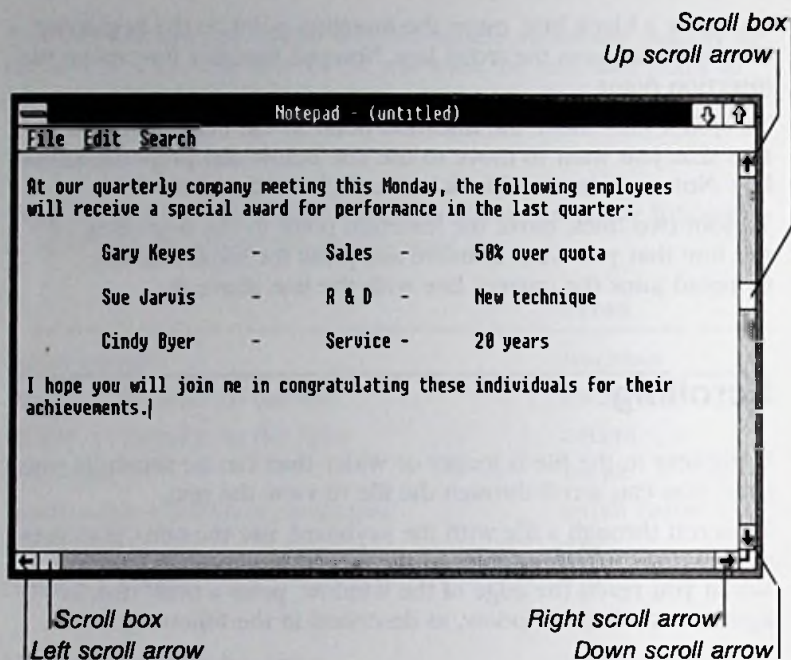 Scroll box
Up scroll arrow
Notepad - (untitled)
File Edit Search
At our quarterly company meeting this Monday, the following employees
will receive a special award for performance in the last quarter:
Gary Keyes - Sales - 50% over quota
Sue Jarvis - R & D - New technique
Cindy Byer - Service - 20 years
I hope you will join me in congratulating these individuals for their
achievements.
Scroll box
Right scroll arrow
Left scroll arrow
Down scroll arrow